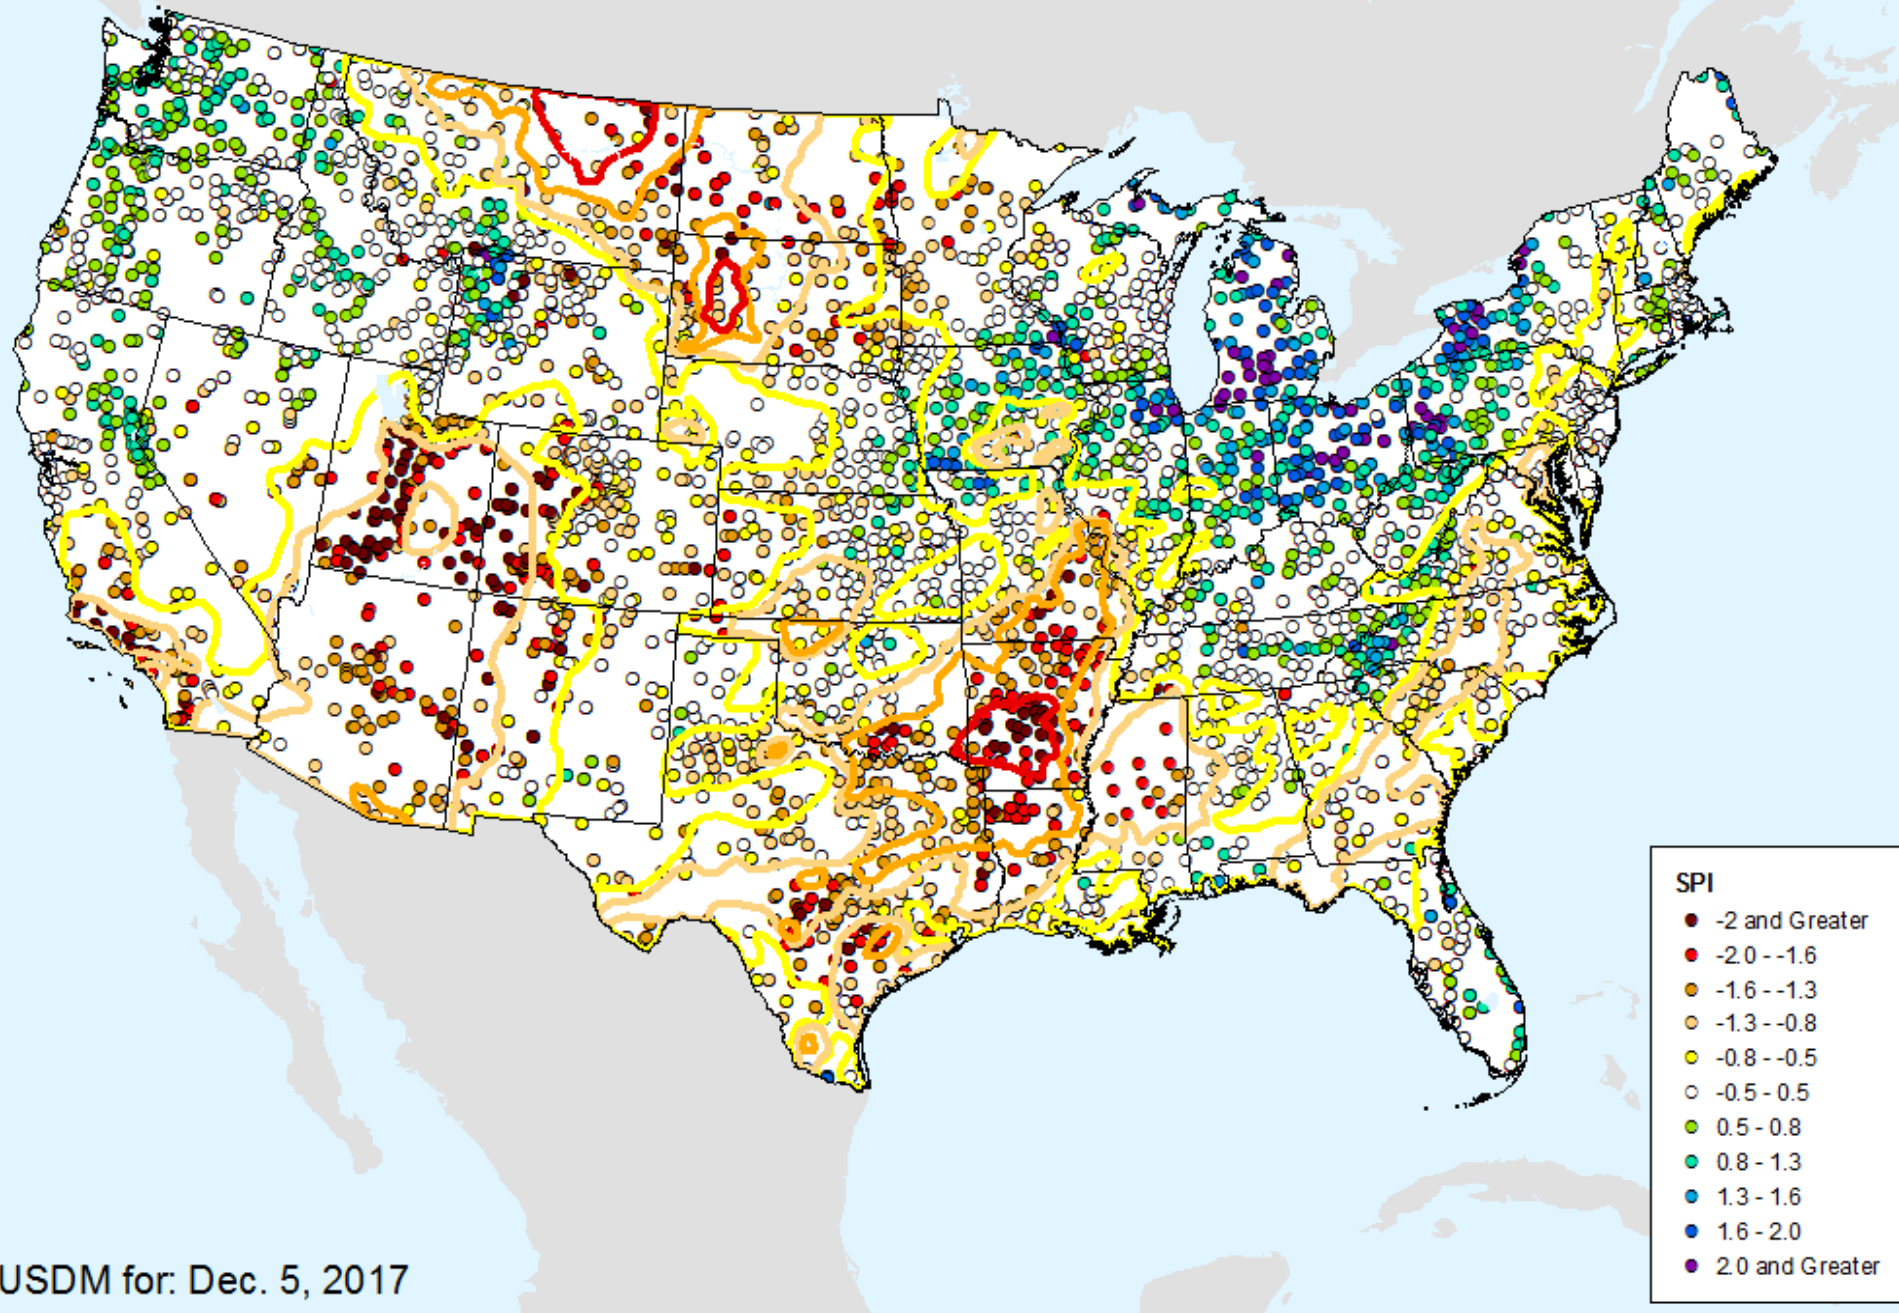 SPI
-2 and Greater
-2.0 - -1.6
-1.6 - -1.3
-1.3 - -0.8
-0.8 - -0.5
-0.5 - 0.5
0.5 - 0.8
0.8 - 1.3
1.3 - 1.6
1.6 - 2.0
2.0 and Greater
USDM for: Dec. 5, 2017